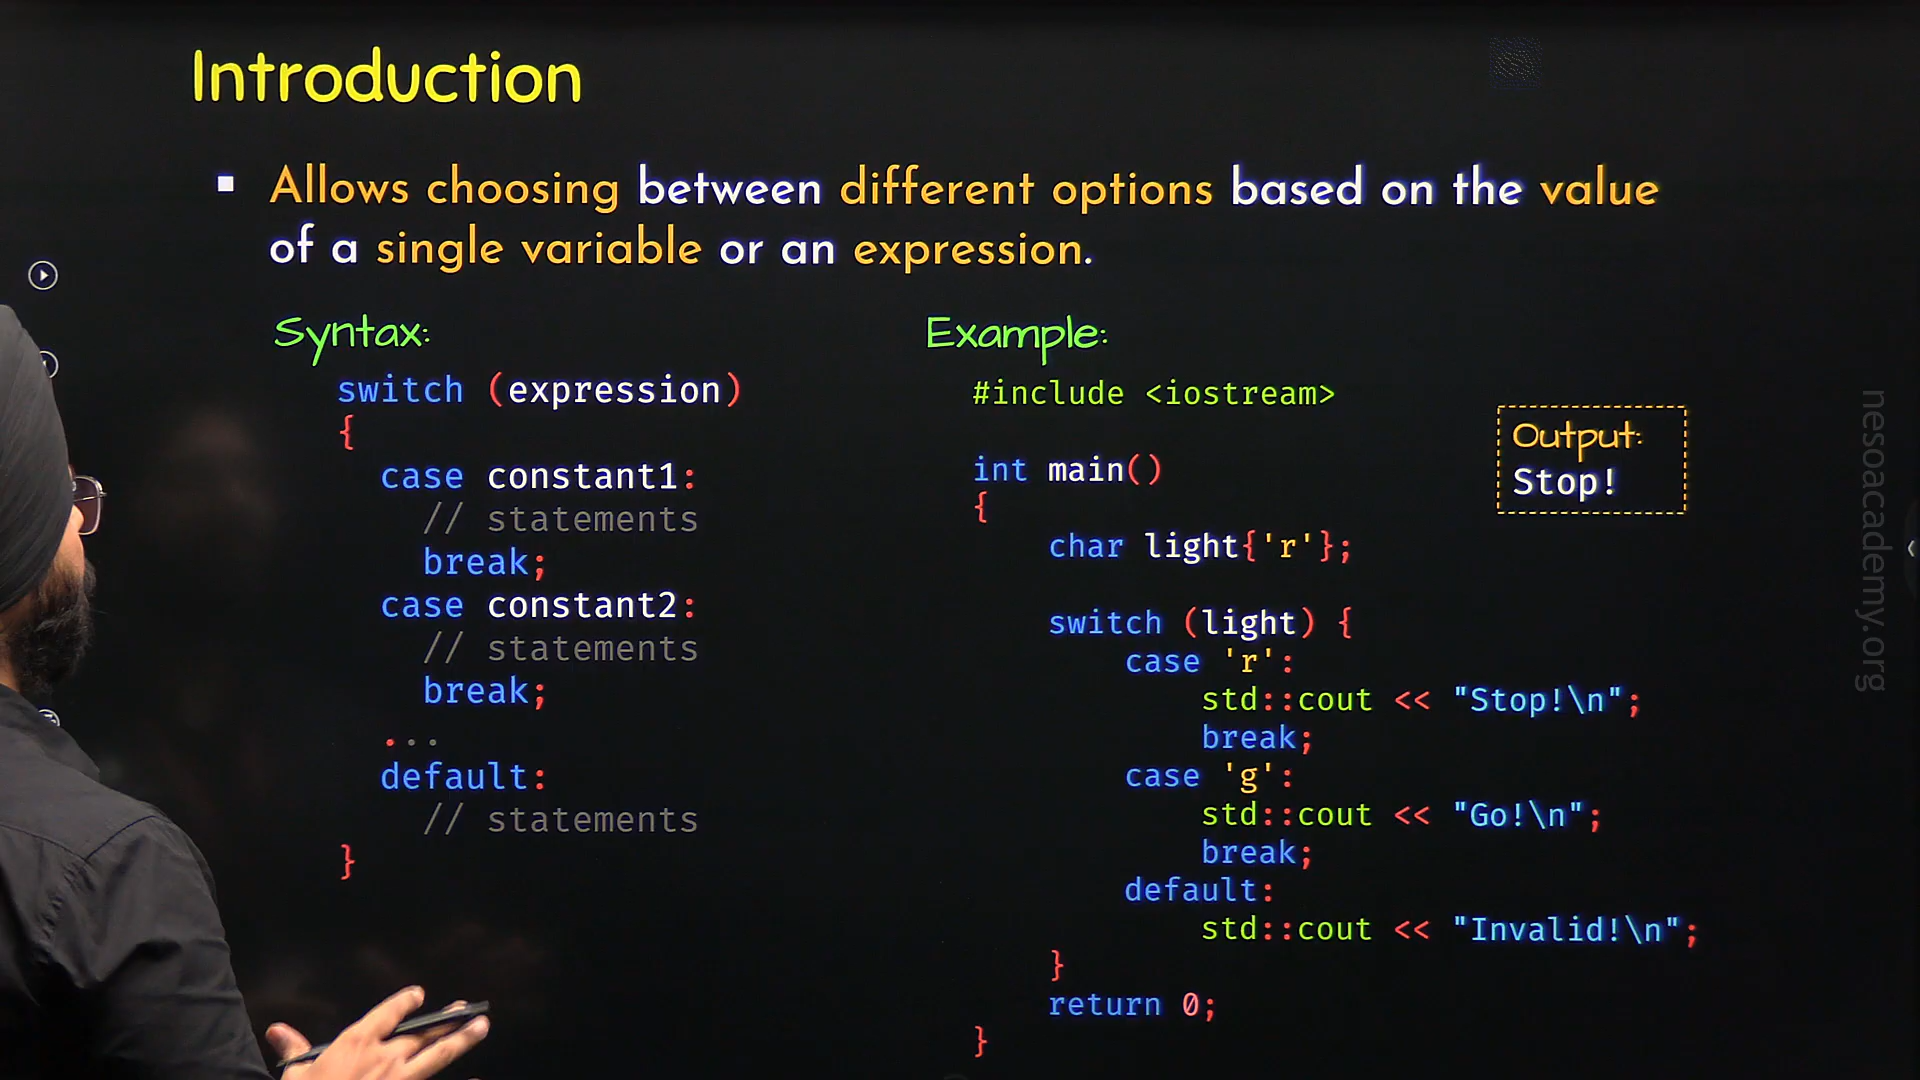 Introduction
▪ Allows choosing between different options based on the value
of a single variable or an expression.
Syntax:
switch (expression)
{
case constant1:
// statements
break;
case constant2:
// statements
break;
...
default:
// statements
}
Example:
#include <iostream>
int main()
{
char light{'r'};
switch (light) {
case 'r':
std::cout << "Stop!\n";
break;
case 'g':
std::cout << "Go!\n";
break;
default:
std::cout << "Invalid!\n";
}
return 0;
}
Output:
Stop!
nesoacademy.org